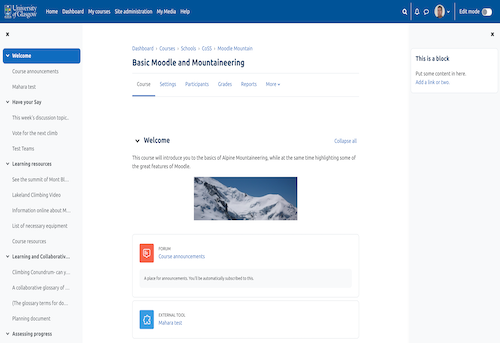 University of Glasgow
Home Dashboard My courses Site administration My Media Edit mode
Welcome
Course announcements
Mahara test
Have your Say
This week's discussion topic..
Vote for the next climb
Test Teams
Learning resources
See the summit of Mont Bl...
Lakeland Climbing Video
Information online about M...
List of necessary equipment
Course resources
Learning and Collaborativ...
Climbing Conundrum- can y...
A collaborative glossary of ...
(The glossary terms for do...
Planning document
Assessing progress
Dashboard Courses Schools CoSS Moodle Mountain
Basic Moodle and Mountaineering
Course Settings Participants Grades Reports More
Welcome
Collapse all
This course will introduce you to the basics of Alpine Mountaineering, while at the same time highlighting some of
the great features of Moodle.
FORUM
Course announcements
A place for announcements. You'll be automatically subscribed to this.
EXTERNAL TOOL
Mahara test
This is a block
Put some content in here.
Add a link or two.